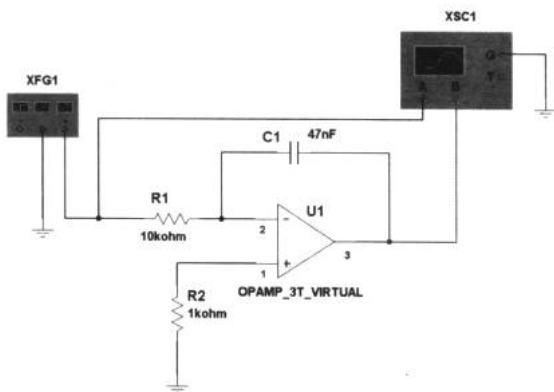 XSC1
G
T
A B
XFG1
C1 47nF
R1
10kohm
U1
2
3
1
OPAMP_3T_VIRTUAL
R2
1kohm